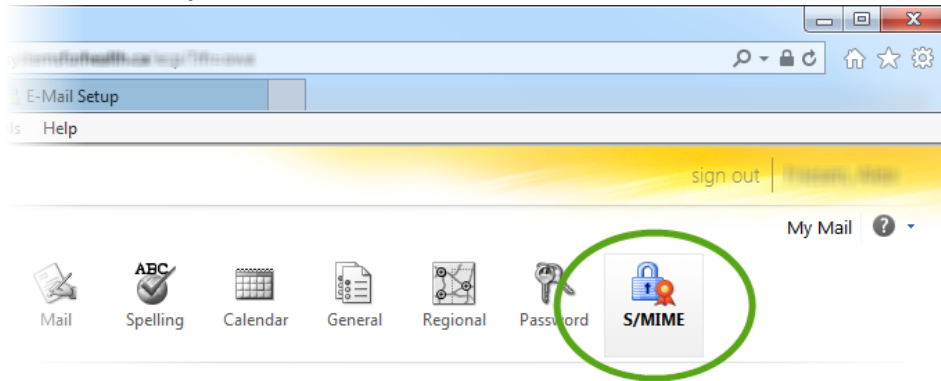 E-Mail Setup
Help
sign out
My Mail
ABC
Mail Spelling Calendar General Regional Password S/MIME